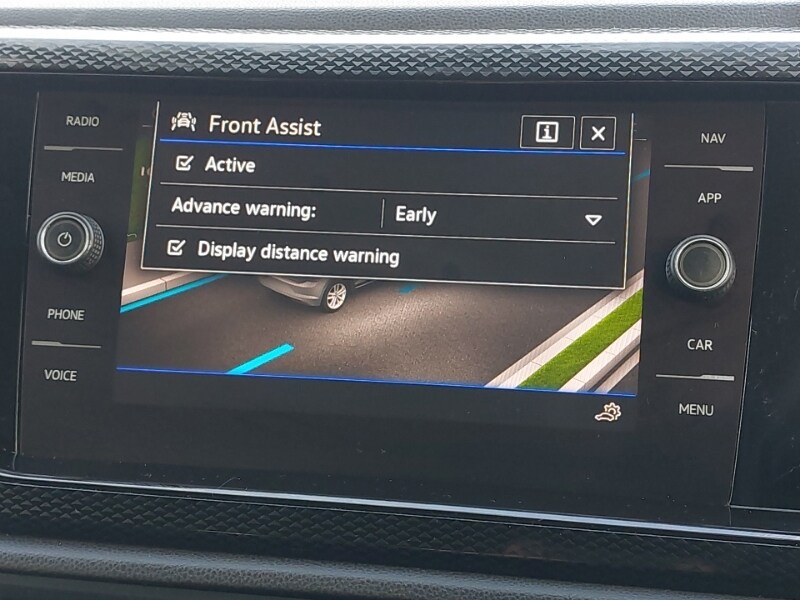 RADIO
MEDIA
PHONE
VOICE
Front Assist
i
Active
Advance warning: Early
Display distance warning
NAV
APP
CAR
MENU